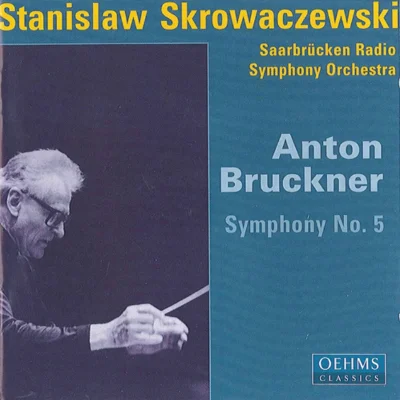 Stanislaw Skrowaczewski
Saarbrücken Radio
Symphony Orchestra
Anton
Bruckner
Symphony No. 5
OEHMS
CLASSICS